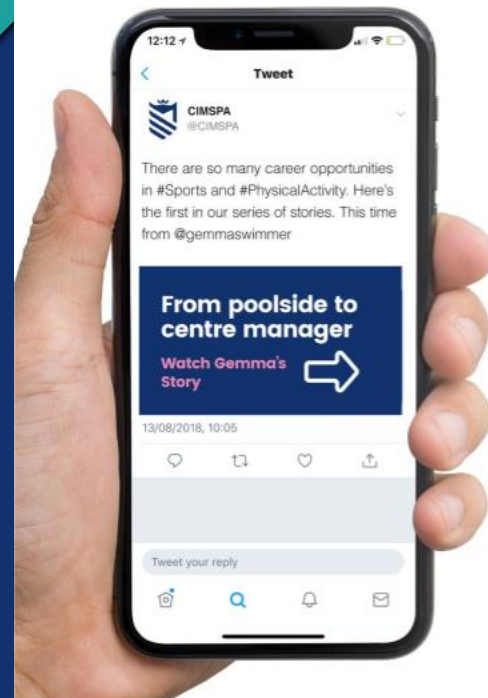 12:12
Tweet
CIMSPA
@CIMSPA
There are so many career opportunities
in #Sports and #PhysicalActivity. Here's
the first in our series of stories. This time
from @gemmaswimmer
From poolside to
centre manager
Watch Gemma's
Story
13/08/2018, 10:05
Tweet your reply